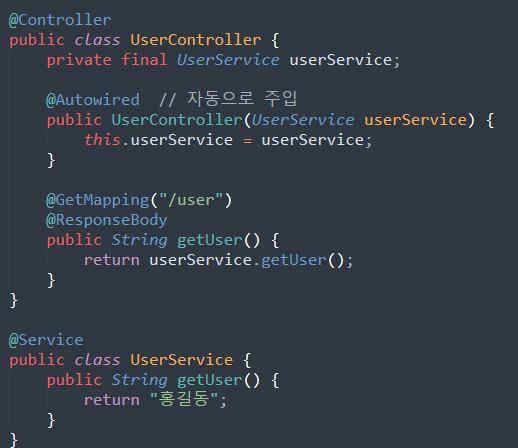 @Controller
public class UserController {
    private final UserService userService;

    @Autowired  // 자동으로 주입
    public UserController(UserService userService) {
        this.userService = userService;
    }

    @GetMapping("/user")
    @ResponseBody
    public String getUser() {
        return userService.getUser();
    }
}

@Service
public class UserService {
    public String getUser() {
        return "홍길동";
    }
}